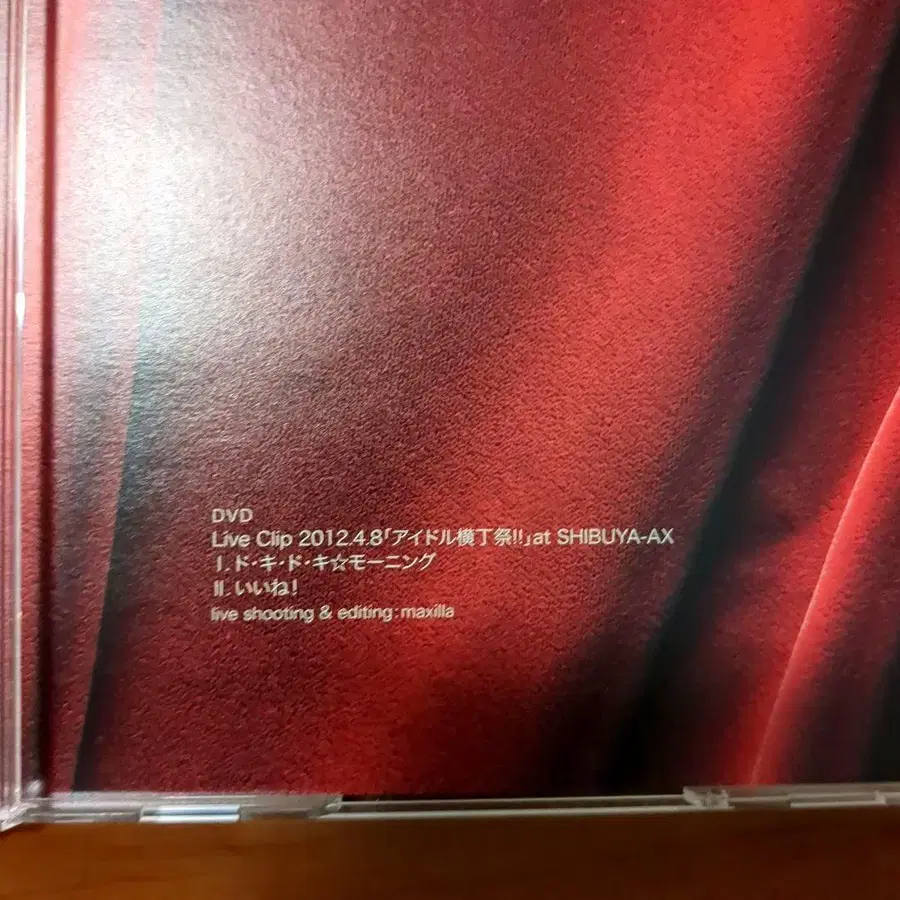 DVD
Live Clip 2012.4.8「アイドル横丁祭!!」at SHIBUYA-AX
Ⅰ. ド・キ・ド・キ☆モーニング
Ⅱ. いいね!
live shooting & editing : maxilla